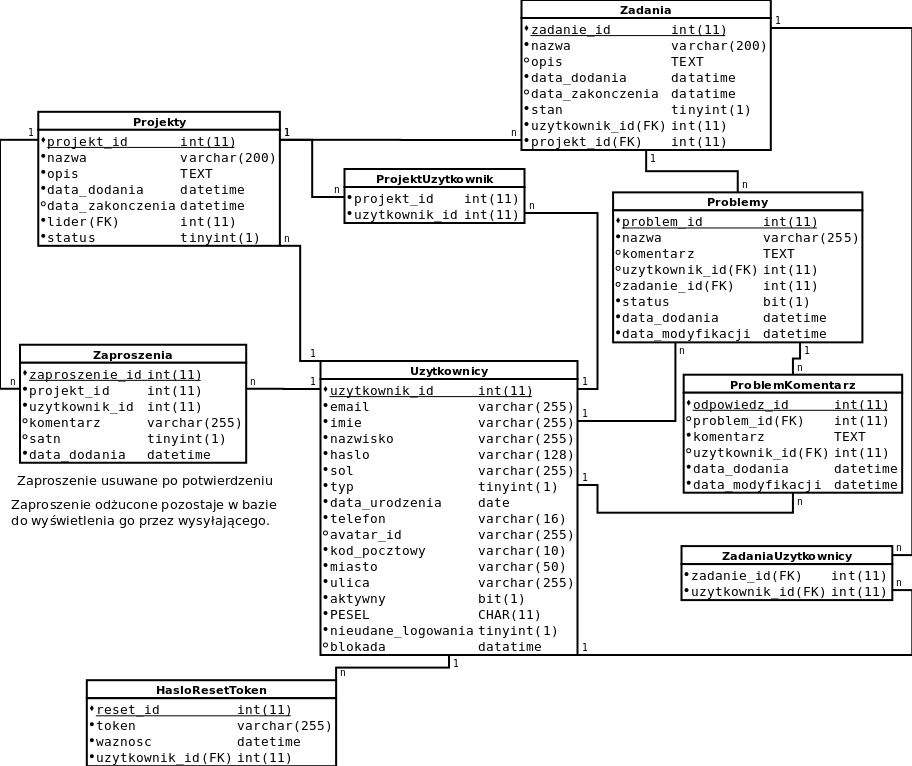 Zadania
zadanie_id int(11)
nazwa varchar(200)
opis TEXT
data_dodania datatime
data_zakonczenia datatime
stan tinyint(1)
uzytkownik_id(FK) int(11)
projekt_id(FK) int(11)
1
n
1
Projekty
projekt_id int(11)
nazwa varchar(200)
opis TEXT
data_dodania datetime
data_zakonczenia datetime
lider(FK) int(11)
status tinyint(1)
1
1
n
ProjektUzytkownik
projekt_id int(11)
uzytkownik_id int(11)
n
n
Problemy
problem_id int(11)
nazwa varchar(255)
komentarz TEXT
uzytkownik_id(FK) int(11)
zadanie_id(FK) int(11)
status bit(1)
data_dodania datetime
data_modyfikacji datetime
n
n
1
Zaproszenia
zaproszenie_id int(11)
projekt_id int(11)
uzytkownik_id int(11)
komentarz varchar(255)
satn tinyint(1)
data_dodania datetime
n
n
Zaproszenie usuwane po potwierdzeniu
Zaproszenie odżucone pozostaje w bazie
do wyświetlenia go przez wysyłającego.
Uzytkownicy
uzytkownik_id int(11)
email varchar(255)
imie varchar(255)
nazwisko varchar(255)
haslo varchar(128)
sol varchar(255)
typ tinyint(1)
data_urodzenia date
telefon varchar(16)
avatar_id varchar(255)
kod_pocztowy varchar(10)
miasto varchar(50)
ulica varchar(255)
aktywny bit(1)
PESEL CHAR(11)
nieudane_logowania tinyint(1)
blokada datatime
1
1
1
1
1
1
1
ProblemKomentarz
odpowiedz_id int(11)
problem_id(FK) int(11)
komentarz TEXT
uzytkownik_id(FK) int(11)
data_dodania datetime
data_modyfikacji datetime
n
n
ZadaniaUzytkownicy
zadanie_id(FK) int(11)
uzytkownik_id(FK) int(11)
n
n
HasloResetToken
reset_id int(11)
token varchar(255)
waznosc datetime
uzytkownik_id(FK) int(11)
n